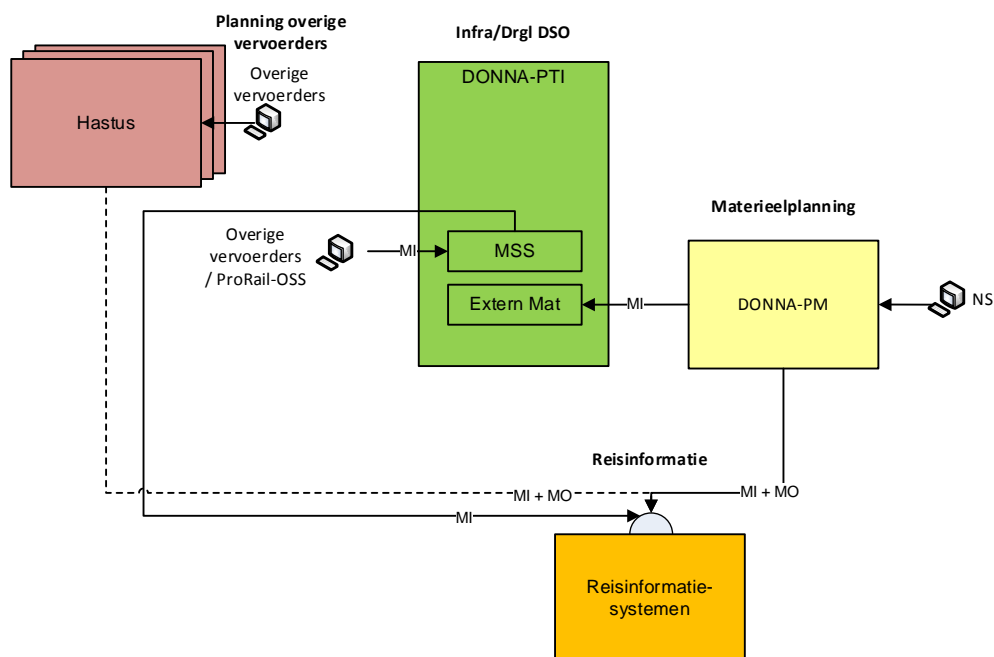 Planning overige
vervoerders
Overige
vervoerders
Hastus
Infra/Drgl DSO
DONNA-PTI
Overige
vervoerders
/ ProRail-OSS
MI
MSS
Extern Mat
MI
Materieelplanning
DONNA-PM
NS
Reisinformatie
MI + MO
MI + MO
MI
Reisinformatie-
systemen